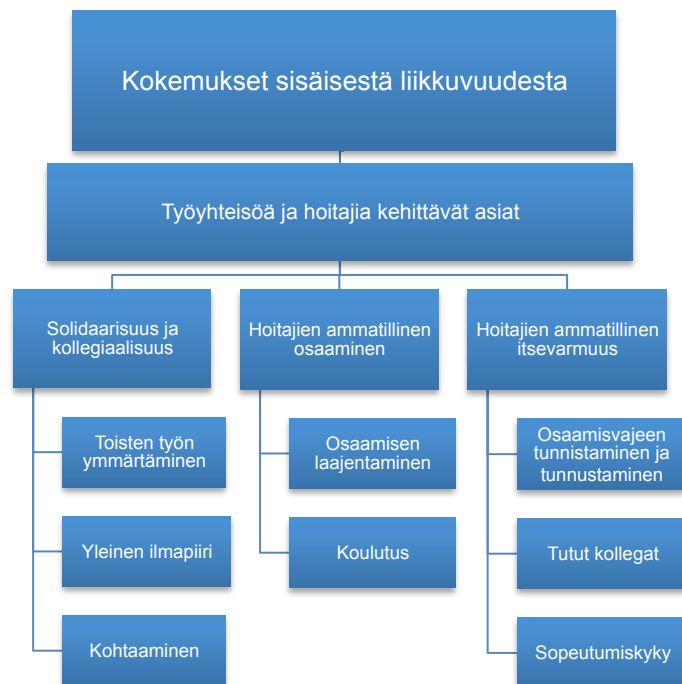 Kokemukset sisäisestä liikkuvuudesta
Työyhteisöä ja hoitajia kehittävät asiat
Solidaarisuus ja
kollegiaalisuus
Toisten työn
ymmärtäminen
Yleinen ilmapiiri
Kohtaaminen
Hoitajien ammatillinen
osaaminen
Osaamisen
laajentaminen
Koulutus
Hoitajien ammatillinen
itsevarmuus
Osaamisvajeen
tunnistaminen ja
tunnustaminen
Tutut kollegat
Sopeutumiskyky